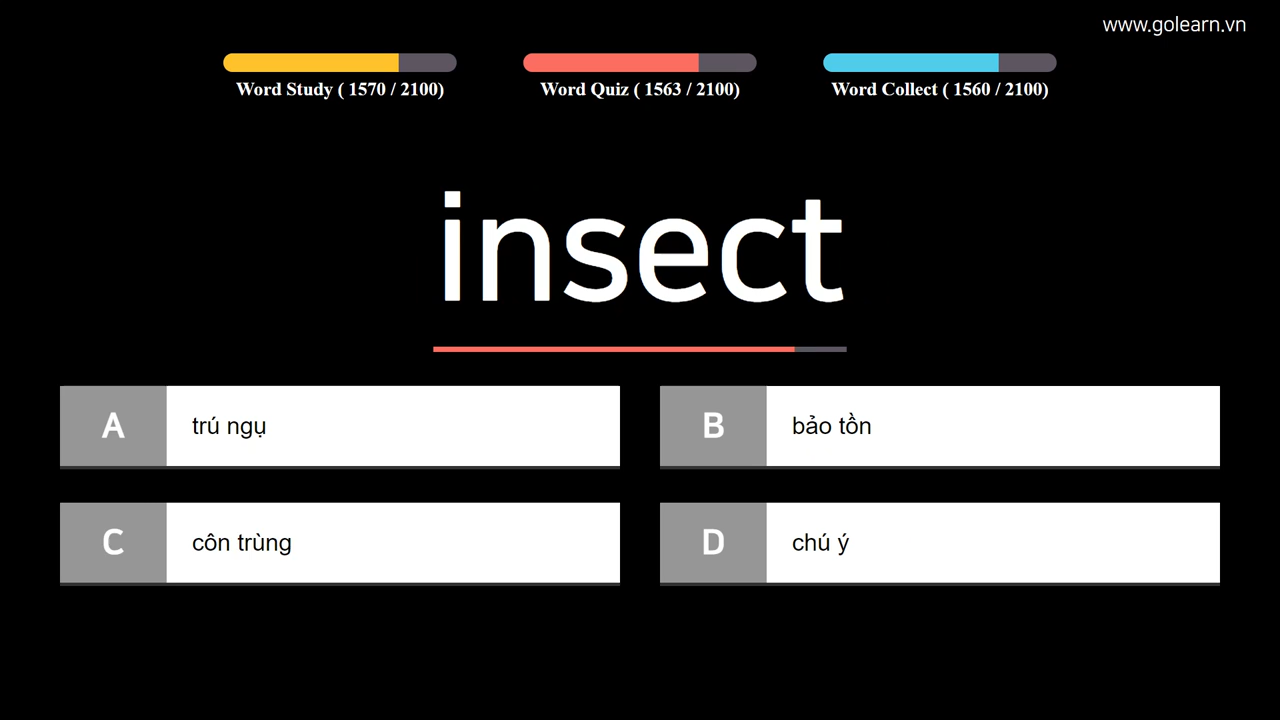 www.golearn.vn
Word Study ( 1570 / 2100)
Word Quiz ( 1563 / 2100)
Word Collect ( 1560 / 2100)
insect
A trú ngụ
B bảo tồn
C côn trùng
D chú ý